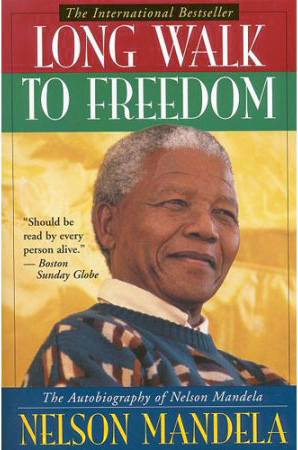 The International Bestseller
LONG WALK
TO FREEDOM
"Should be
read by every
person alive."
— Boston
Sunday Globe
The Autobiography of Nelson Mandela
NELSON MANDELA